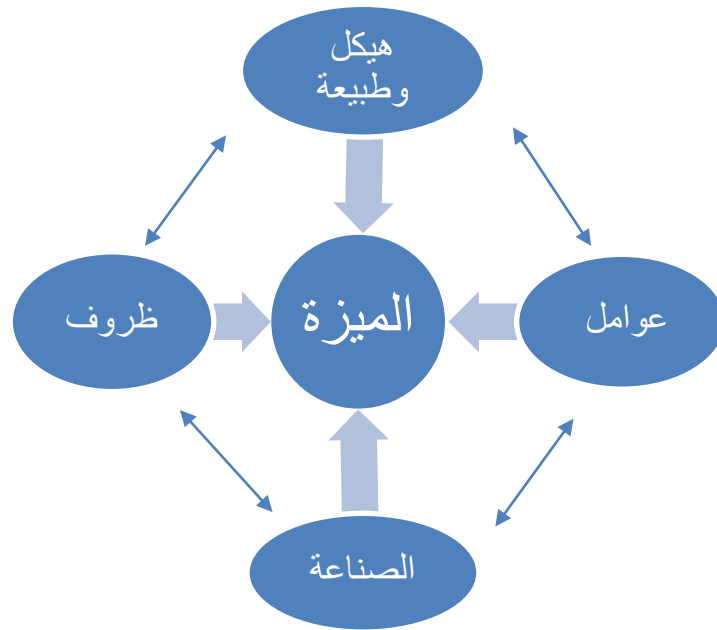 هيكل
وطبيعة
عوامل
الميزة
ظروف
الصناعة